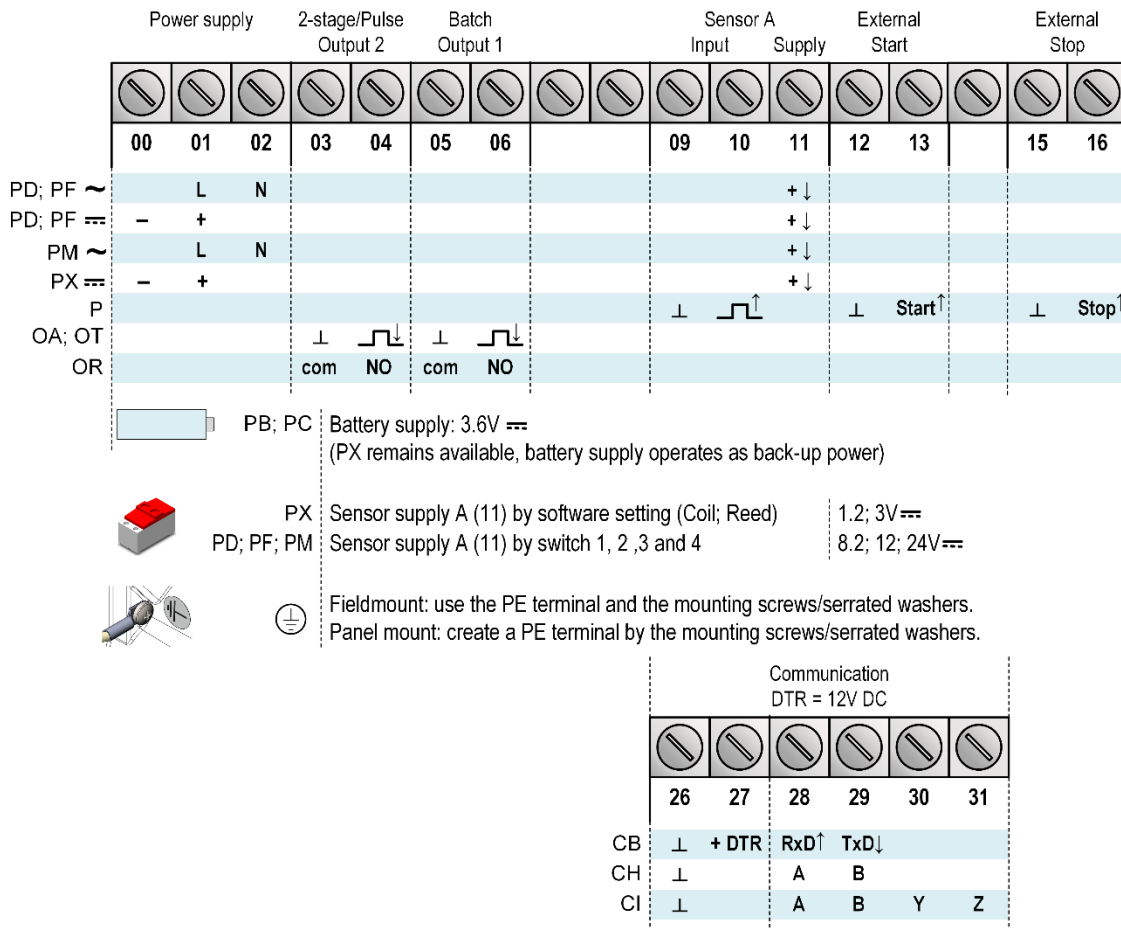 Power supply 2-stage/Pulse Batch Sensor A External External
Output 2 Output 1 Input Supply Start Stop
00 01 02 03 04 05 06 09 10 11 12 13 15 16
PD; PF ~ L N + ↓
PD; PF ⎓ – + + ↓
PM ~ L N + ↓
PX ⎓ – + + ↓
P ⊥ ↑ ⊥ Start↑ ⊥ Stop↑
OA; OT ⊥ ↓ ⊥ ↓
OR com NO com NO
PB; PC Battery supply: 3.6V ⎓
(PX remains available, battery supply operates as back-up power)
PX Sensor supply A (11) by software setting (Coil; Reed) 1.2; 3V⎓
PD; PF; PM Sensor supply A (11) by switch 1, 2 ,3 and 4 8.2; 12; 24V⎓
Fieldmount: use the PE terminal and the mounting screws/serrated washers.
Panel mount: create a PE terminal by the mounting screws/serrated washers.
Communication
DTR = 12V DC
26 27 28 29 30 31
CB ⊥ + DTR RxD↑ TxD↓
CH ⊥ A B
CI ⊥ A B Y Z